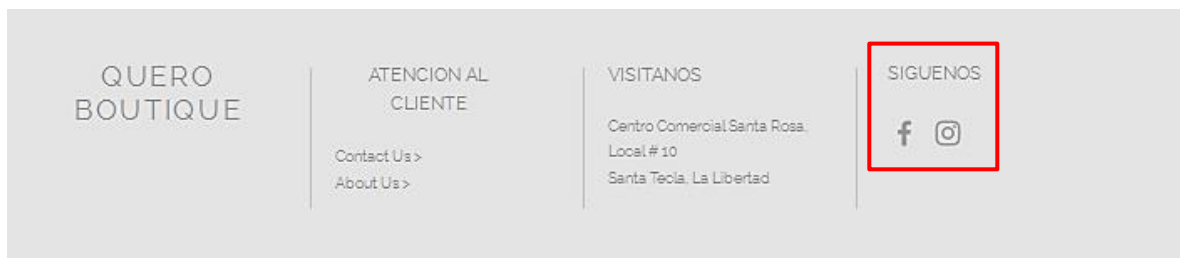 QUERO
BOUTIQUE
ATENCION AL
CLIENTE
Contact Us >
About Us >
VISITANOS
Centro Comercial Santa Rosa,
Local # 10
Santa Tecla, La Libertad
SIGUENOS